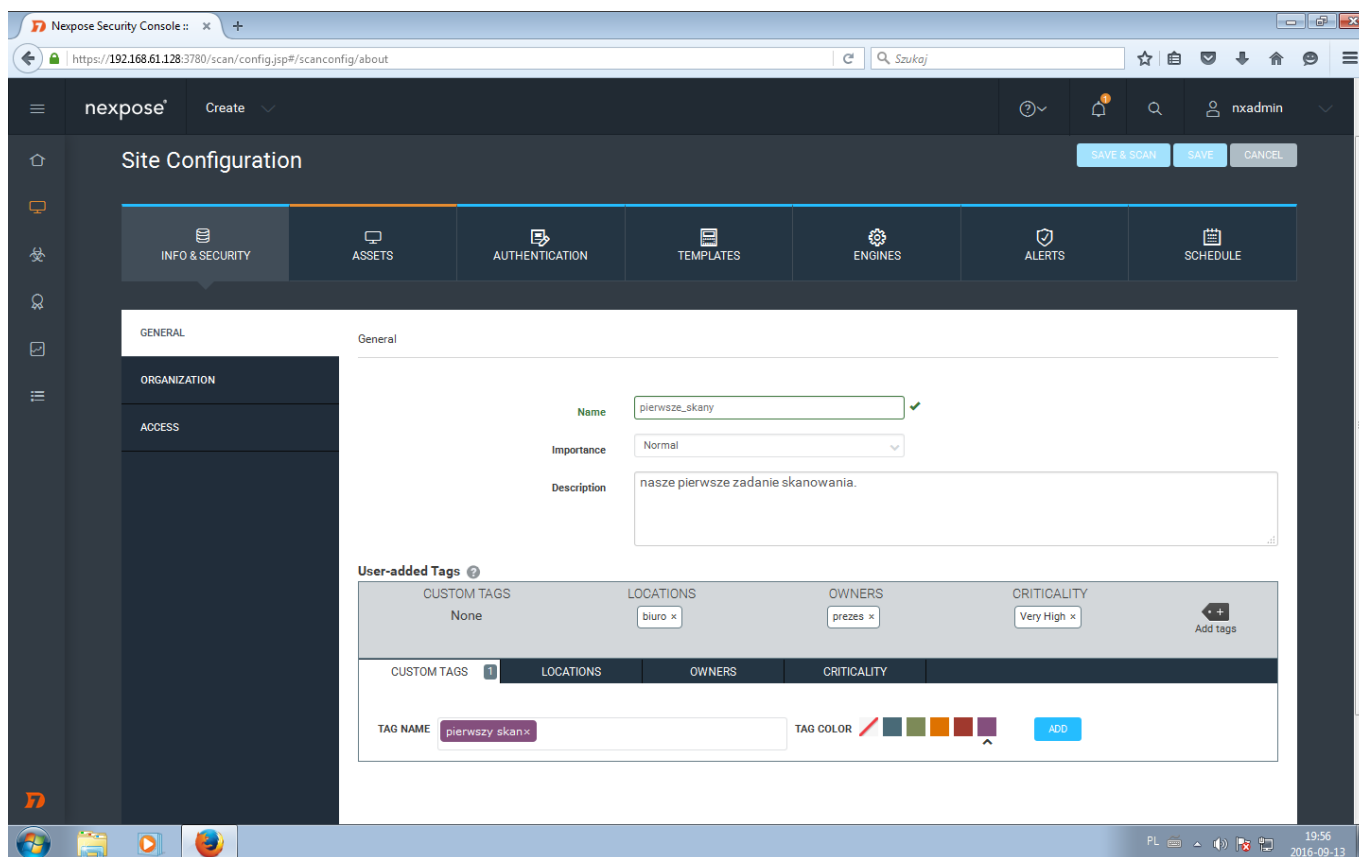 Nexpose Security Console :: × +
https://192.168.61.128:3780/scan/config.jsp#/scanconfig/about
Szukaj
nexpose® Create
1
nxadmin
Site Configuration
SAVE & SCAN SAVE CANCEL
INFO & SECURITY ASSETS AUTHENTICATION TEMPLATES ENGINES ALERTS SCHEDULE
GENERAL
ORGANIZATION
ACCESS
General
Name pierwsze_skany
Importance Normal
Description nasze pierwsze zadanie skanowania.
User-added Tags ?
CUSTOM TAGS LOCATIONS OWNERS CRITICALITY
None biuro × prezes × Very High × Add tags
CUSTOM TAGS 1 LOCATIONS OWNERS CRITICALITY
TAG NAME pierwszy skan× TAG COLOR ADD
PL 19:56
2016-09-13